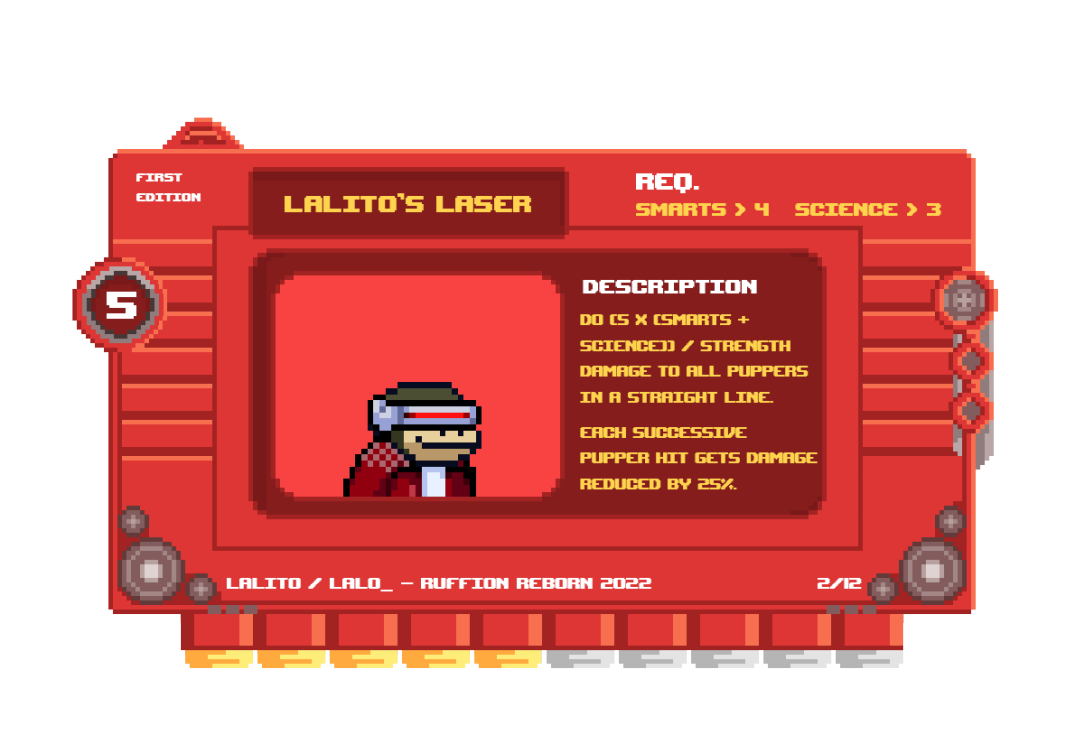 FIRST
EDITION
LALITO'S LASER
REQ.
SMARTS > 4 SCIENCE > 3
5
DESCRIPTION
DO (5 X (SMARTS +
SCIENCE)) / STRENGTH
DAMAGE TO ALL PUPPERS
IN A STRAIGHT LINE.
EACH SUCCESSIVE
PUPPER HIT GETS DAMAGE
REDUCED BY 25%.
LALITO / LALO_ - RUFFION REBORN 2022
2/12